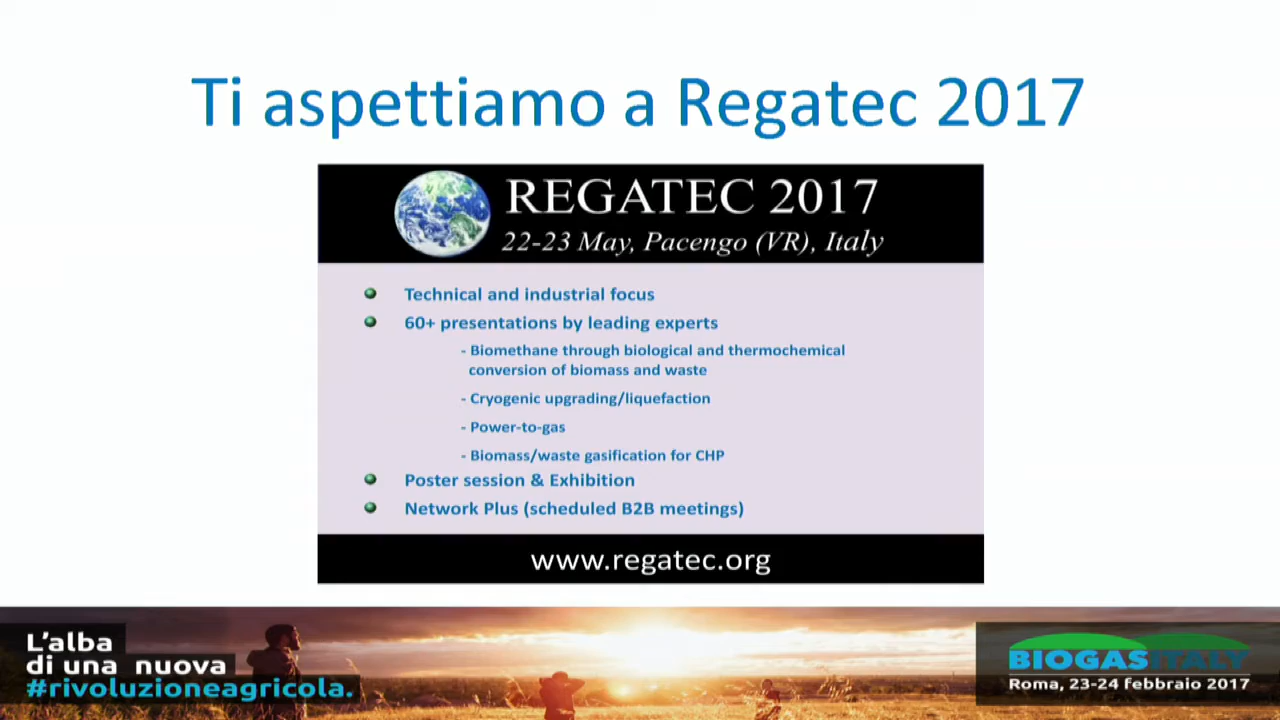 Ti aspettiamo a Regatec 2017
REGATEC 2017
22-23 May, Pacengo (VR), Italy
Technical and industrial focus
60+ presentations by leading experts
- Biomethane through biological and thermochemical
conversion of biomass and waste
- Cryogenic upgrading/liquefaction
- Power-to-gas
- Biomass/waste gasification for CHP
Poster session & Exhibition
Network Plus (scheduled B2B meetings)
www.regatec.org
L'alba
di una nuova
#rivoluzioneagricola.
BIOGASITALY
Roma, 23-24 febbraio 2017